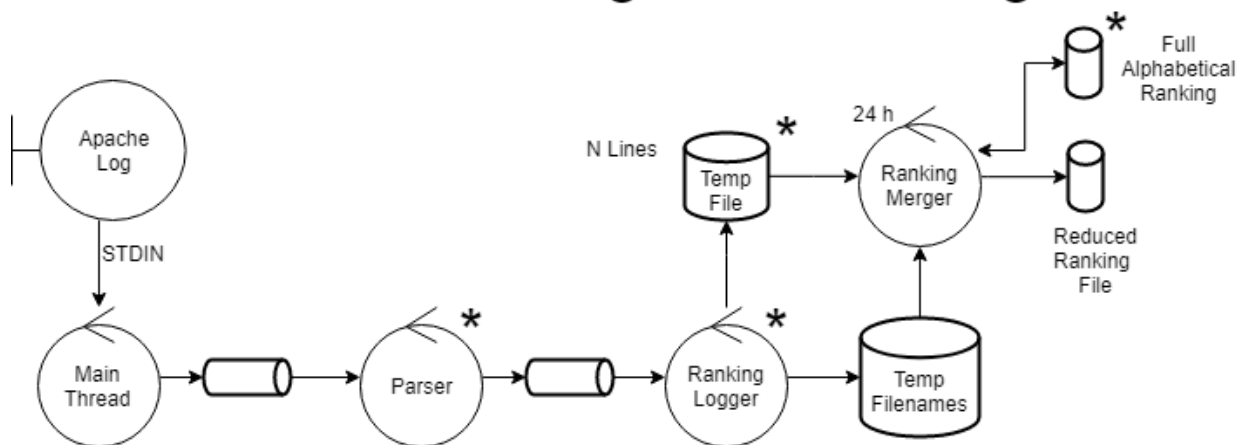 Apache
Log
STDIN
Main
Thread
Parser
*
Ranking
Logger
*
N Lines
Temp
File
*
24 h
Ranking
Merger
Temp
Filenames
*
Full
Alphabetical
Ranking
Reduced
Ranking
File